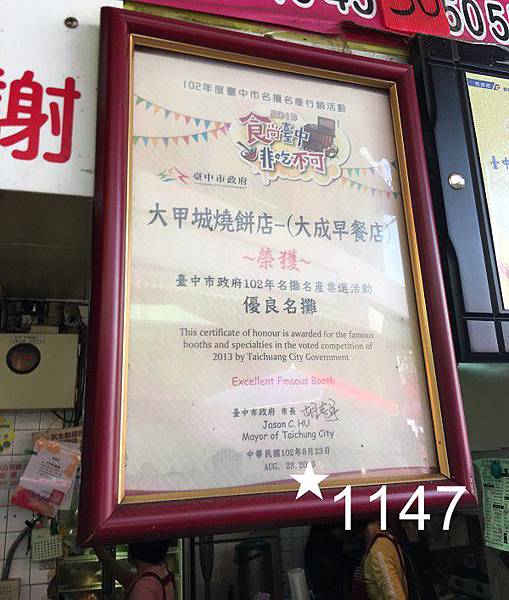 謝
50 50
102年度臺中市名攤名產行銷活動
2013
食尚臺中
非吃不可
臺中市政府
大甲城燒餅店-(大成早餐店)
~榮獲~
臺中市政府102年名攤名產票選活動
優良名攤
This certificate of honour is awarded for the famous
booths and specialties in the voted competition of
2013 by Taichuang City Government
Excellent Fmaous Booth
臺中市政府 市長 胡志强
Jason C. HU
Mayor of Taichung City
中華民國102年8月23日
AUG. 23,2013
★1147